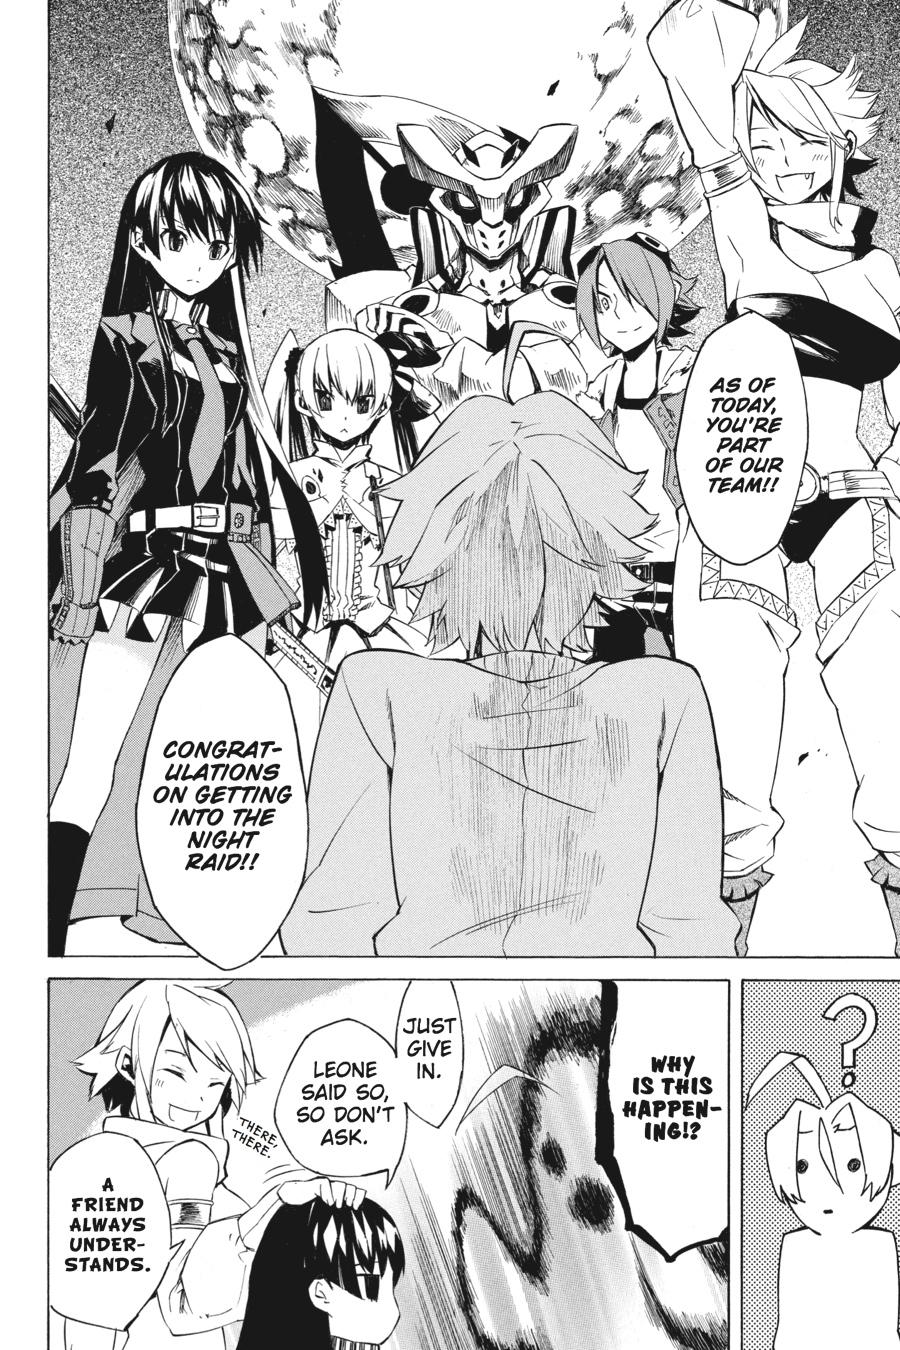 AS OF
TODAY,
YOU'RE
PART
OF OUR
TEAM!!
CONGRAT-
ULATIONS
ON GETTING
INTO THE
NIGHT
RAID!!
?
WHY
IS THIS
HAPPEN-
ING!?
JUST
GIVE
IN.
LEONE
SAID SO,
SO DON'T
ASK.
THERE,
THERE.
A
FRIEND
ALWAYS
UNDER-
STANDS.